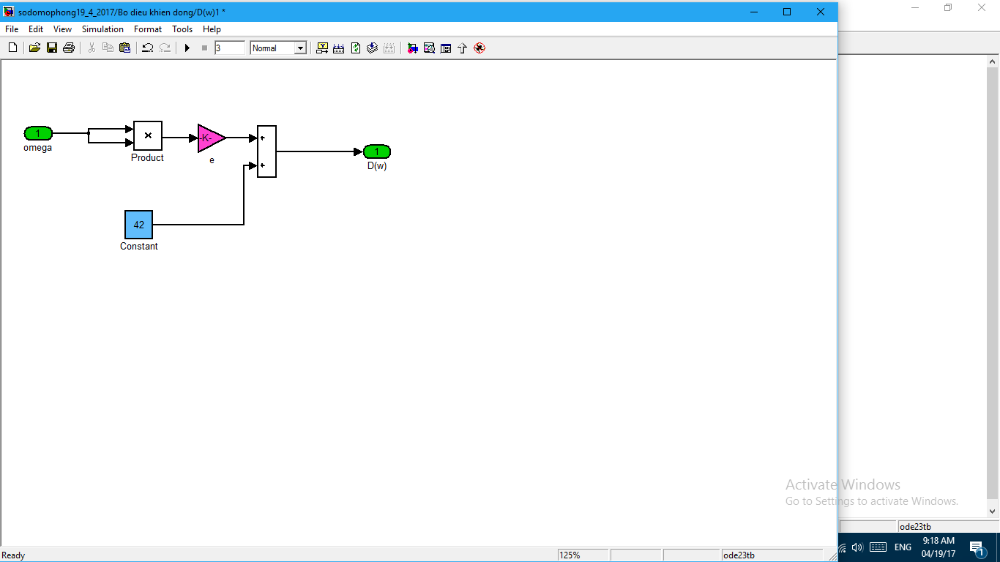 sodomophong19_4_2017/Bo dieu khien dong/D(w)1 *
File Edit View Simulation Format Tools Help
3 Normal
1
omega
×
Product
-K-
e
+
+
1
D(w)
42
Constant
Activate Windows
Go to Settings to activate Windows.
ode23tb
Ready 125% ode23tb
ENG
9:18 AM
04/19/17
1